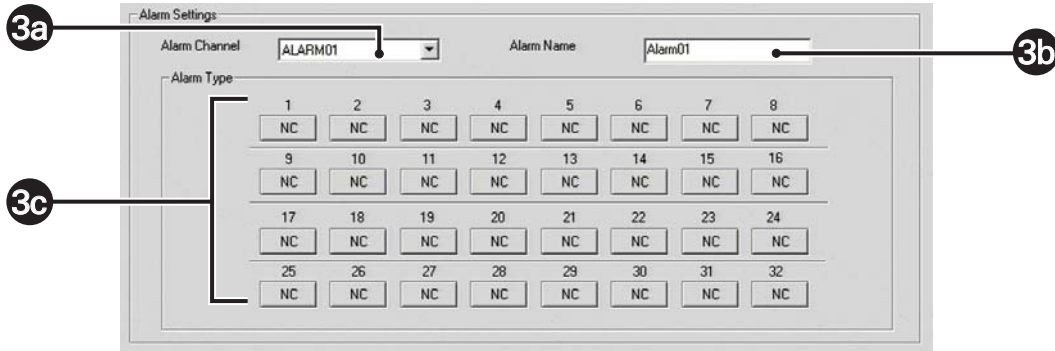 Alarm Settings
3a
Alarm Channel ALARM01 Alarm Name Alarm01
3b
Alarm Type
1 2 3 4 5 6 7 8
NC NC NC NC NC NC NC NC
9 10 11 12 13 14 15 16
NC NC NC NC NC NC NC NC
3c
17 18 19 20 21 22 23 24
NC NC NC NC NC NC NC NC
25 26 27 28 29 30 31 32
NC NC NC NC NC NC NC NC